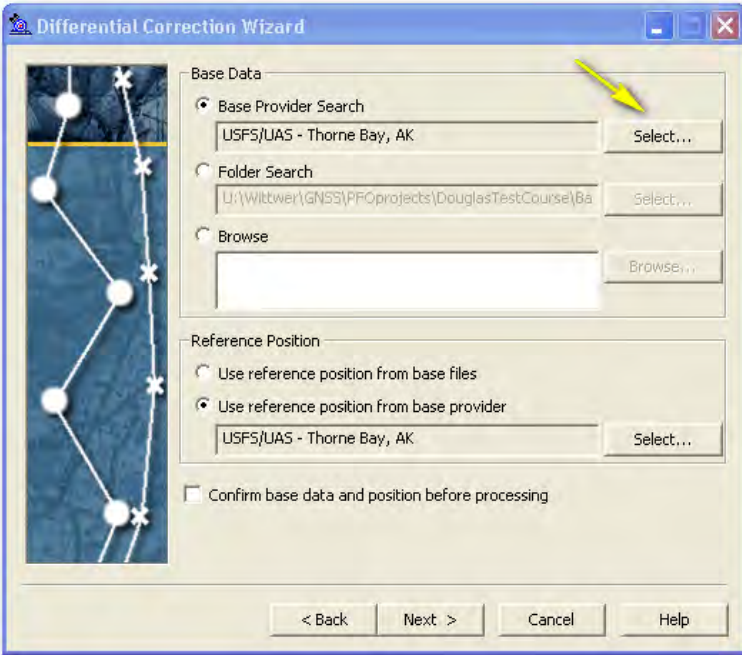 Differential Correction Wizard
Base Data
Base Provider Search
USFS/UAS - Thorne Bay, AK
Select...
Folder Search
U:\Wittwer\GNSS\PFOprojects\DouglasTestCourse\Ba
Select...
Browse
Browse...
Reference Position
Use reference position from base files
Use reference position from base provider
USFS/UAS - Thorne Bay, AK
Select...
Confirm base data and position before processing
< Back
Next >
Cancel
Help